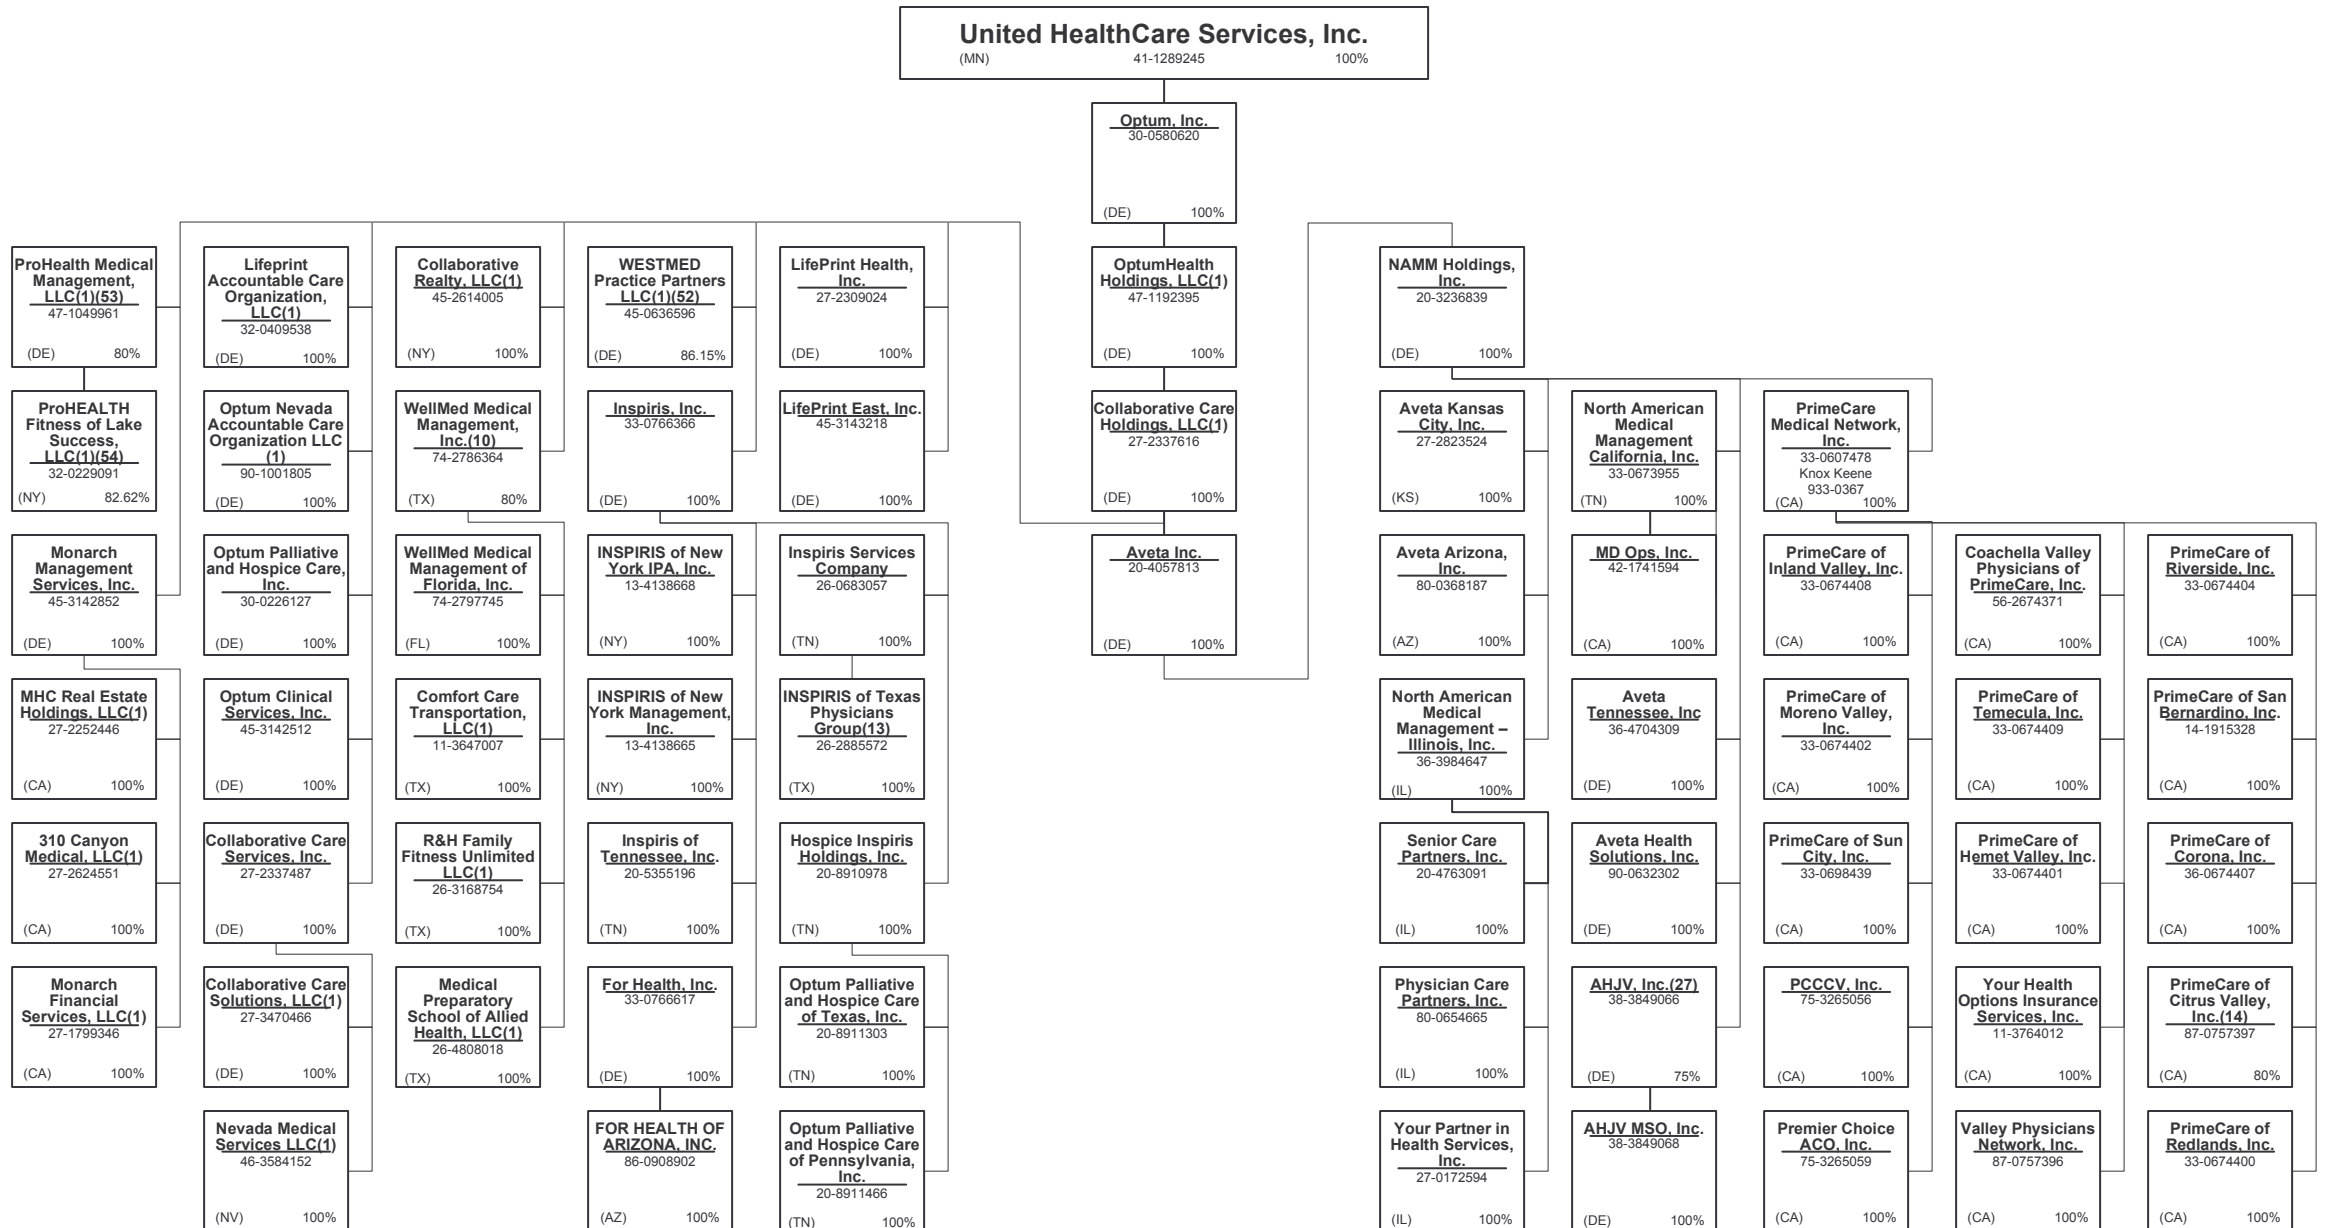 United HealthCare Services, Inc.
(MN) 41-1289245 100%
Optum, Inc.
30-0580620
(DE) 100%
ProHealth Medical
Management,
LLC(1)(53)
47-1049961
(DE) 80%
Lifeprint
Accountable Care
Organization,
LLC(1)
32-0409538
(DE) 100%
Collaborative
Realty, LLC(1)
45-2614005
(NY) 100%
WESTMED
Practice Partners
LLC(1)(52)
45-0636596
(DE) 86.15%
LifePrint Health,
Inc.
27-2309024
(DE) 100%
OptumHealth
Holdings, LLC(1)
47-1192395
(DE) 100%
NAMM Holdings,
Inc.
20-3236839
(DE) 100%
ProHEALTH
Fitness of Lake
Success,
LLC(1)(54)
32-0229091
(NY) 82.62%
Optum Nevada
Accountable Care
Organization LLC
(1)
90-1001805
(DE) 100%
WellMed Medical
Management,
Inc.(10)
74-2786364
(TX) 80%
Inspiris, Inc.
33-0766366
(DE) 100%
LifePrint East, Inc.
45-3143218
(DE) 100%
Collaborative Care
Holdings, LLC(1)
27-2337616
(DE) 100%
Aveta Kansas
City, Inc.
27-2823524
(KS) 100%
North American
Medical
Management
California, Inc.
33-0673955
(TN) 100%
PrimeCare
Medical Network,
Inc.
33-0607478
Knox Keene
933-0367
(CA) 100%
Monarch
Management
Services, Inc.
45-3142852
(DE) 100%
Optum Palliative
and Hospice Care,
Inc.
30-0226127
(DE) 100%
WellMed Medical
Management of
Florida, Inc.
74-2797745
(FL) 100%
INSPIRIS of New
York IPA, Inc.
13-4138668
(NY) 100%
Inspiris Services
Company
26-0683057
(TN) 100%
Aveta Inc.
20-4057813
(DE) 100%
Aveta Arizona,
Inc.
80-0368187
(AZ) 100%
MD Ops, Inc.
42-1741594
(CA) 100%
PrimeCare of
Inland Valley, Inc.
33-0674408
(CA) 100%
Coachella Valley
Physicians of
PrimeCare, Inc.
56-2674371
(CA) 100%
PrimeCare of
Riverside, Inc.
33-0674404
(CA) 100%
MHC Real Estate
Holdings, LLC(1)
27-2252446
(CA) 100%
Optum Clinical
Services, Inc.
45-3142512
(DE) 100%
Comfort Care
Transportation,
LLC(1)
11-3647007
(TX) 100%
INSPIRIS of New
York Management,
Inc.
13-4138665
(NY) 100%
INSPIRIS of Texas
Physicians
Group(13)
26-2885572
(TX) 100%
North American
Medical
Management –
Illinois, Inc.
36-3984647
(IL) 100%
Aveta
Tennessee, Inc
36-4704309
(DE) 100%
PrimeCare of
Moreno Valley,
Inc.
33-0674402
(CA) 100%
PrimeCare of
Temecula, Inc.
33-0674409
(CA) 100%
PrimeCare of San
Bernardino, Inc.
14-1915328
(CA) 100%
310 Canyon
Medical, LLC(1)
27-2624551
(CA) 100%
Collaborative Care
Services, Inc.
27-2337487
(DE) 100%
R&H Family
Fitness Unlimited
LLC(1)
26-3168754
(TX) 100%
Inspiris of
Tennessee, Inc.
20-5355196
(TN) 100%
Hospice Inspiris
Holdings, Inc.
20-8910978
(TN) 100%
Senior Care
Partners, Inc.
20-4763091
(IL) 100%
Aveta Health
Solutions, Inc.
90-0632302
(DE) 100%
PrimeCare of Sun
City, Inc.
33-0698439
(CA) 100%
PrimeCare of
Hemet Valley, Inc.
33-0674401
(CA) 100%
PrimeCare of
Corona, Inc.
36-0674407
(CA) 100%
Monarch
Financial
Services, LLC(1)
27-1799346
(CA) 100%
Collaborative Care
Solutions, LLC(1)
27-3470466
(DE) 100%
Medical
Preparatory
School of Allied
Health, LLC(1)
26-4808018
(TX) 100%
For Health, Inc.
33-0766617
(DE) 100%
Optum Palliative
and Hospice Care
of Texas, Inc.
20-8911303
(TN) 100%
Physician Care
Partners, Inc.
80-0654665
(IL) 100%
AHJV, Inc.(27)
38-3849066
(DE) 75%
PCCCV, Inc.
75-3265056
(CA) 100%
Your Health
Options Insurance
Services, Inc.
11-3764012
(CA) 100%
PrimeCare of
Citrus Valley,
Inc.(14)
87-0757397
(CA) 80%
Nevada Medical
Services LLC(1)
46-3584152
(NV) 100%
FOR HEALTH OF
ARIZONA, INC.
86-0908902
(AZ) 100%
Optum Palliative
and Hospice Care
of Pennsylvania,
Inc.
20-8911466
(TN) 100%
Your Partner in
Health Services,
Inc.
27-0172594
(IL) 100%
AHJV MSO, Inc.
38-3849068
(DE) 100%
Premier Choice
ACO, Inc.
75-3265059
(CA) 100%
Valley Physicians
Network, Inc.
87-0757396
(CA) 100%
PrimeCare of
Redlands, Inc.
33-0674400
(CA) 100%